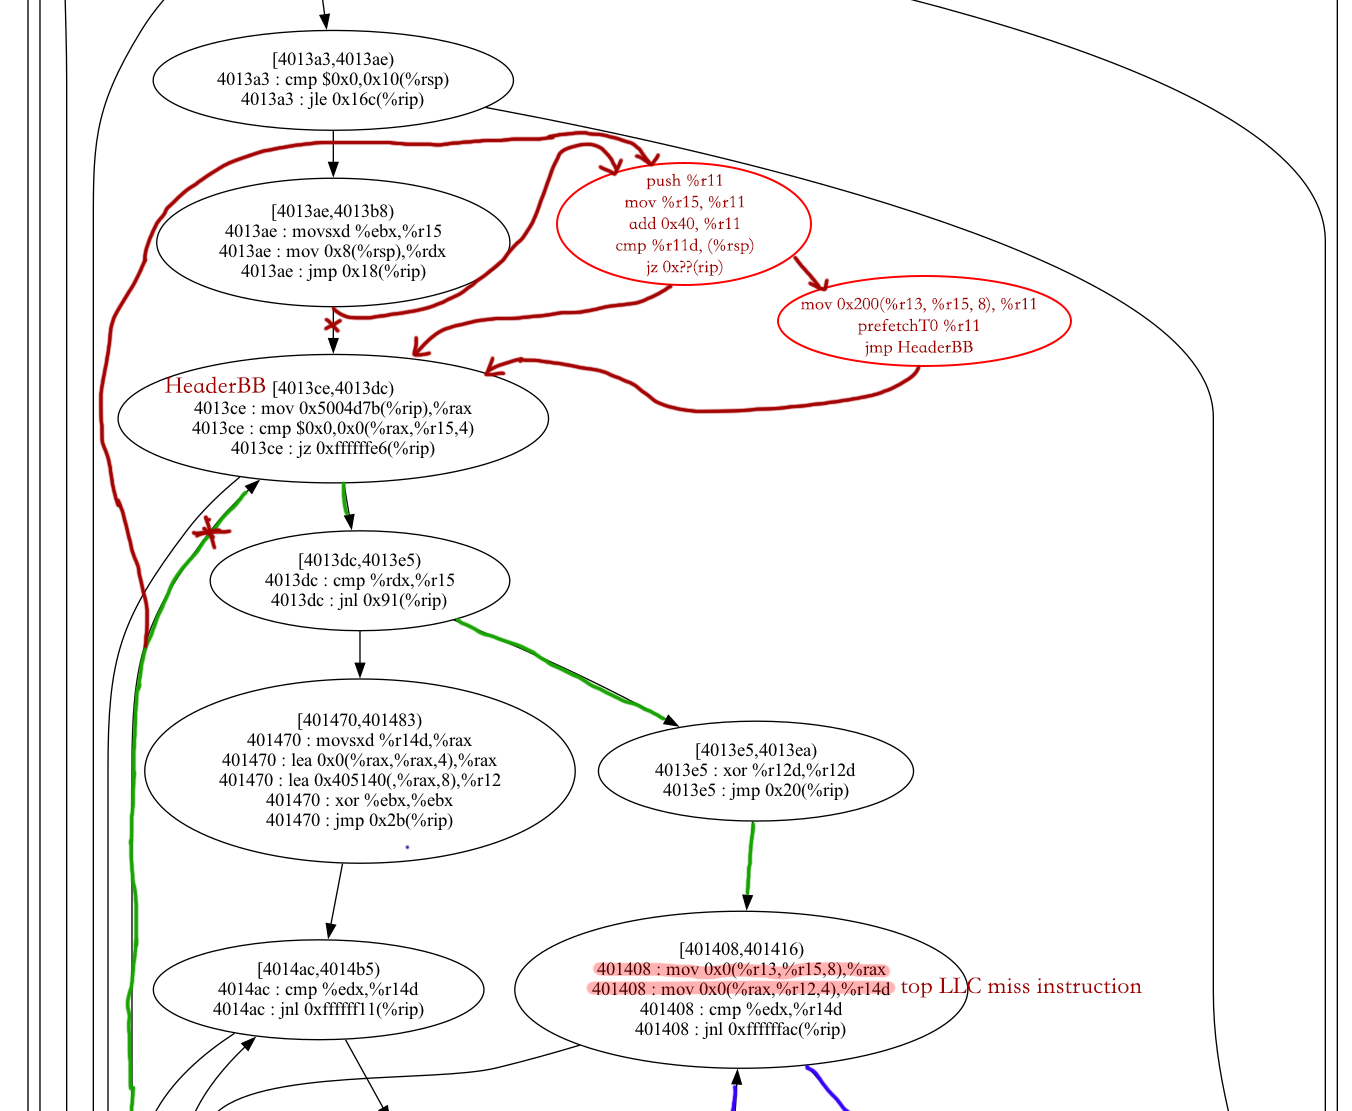 [4013a3,4013ae)
4013a3 : cmp $0x0,0x10(%rsp)
4013a3 : jle 0x16c(%rip)
push %r11
mov %r15, %r11
add 0x40, %r11
cmp %r11d, (%rsp)
jz 0x??(rip)
[4013ae,4013b8)
4013ae : movsxd %ebx,%r15
4013ae : mov 0x8(%rsp),%rdx
4013ae : jmp 0x18(%rip)
mov 0x200(%r13, %r15, 8), %r11
prefetchT0 %r11
jmp HeaderBB
HeaderBB [4013ce,4013dc)
4013ce : mov 0x5004d7b(%rip),%rax
4013ce : cmp $0x0,0x0(%rax,%r15,4)
4013ce : jz 0xffffffe6(%rip)
[4013dc,4013e5)
4013dc : cmp %rdx,%r15
4013dc : jnl 0x91(%rip)
[401470,401483)
401470 : movsxd %r14d,%rax
401470 : lea 0x0(%rax,%rax,4),%rax
401470 : lea 0x405140(,%rax,8),%r12
401470 : xor %ebx,%ebx
401470 : jmp 0x2b(%rip)
[4013e5,4013ea)
4013e5 : xor %r12d,%r12d
4013e5 : jmp 0x20(%rip)
[4014ac,4014b5)
4014ac : cmp %edx,%r14d
4014ac : jnl 0xffffff11(%rip)
[401408,401416)
401408 : mov 0x0(%r13,%r15,8),%rax
401408 : mov 0x0(%rax,%r12,4),%r14d top LLC miss instruction
401408 : cmp %edx,%r14d
401408 : jnl 0xffffffac(%rip)